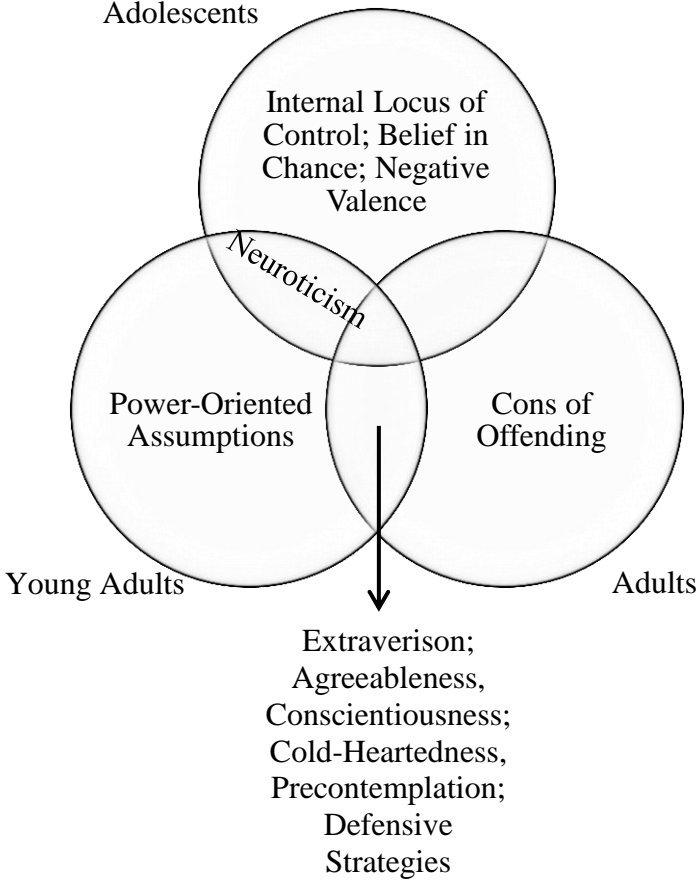 Adolescents
Internal Locus of
Control; Belief in
Chance; Negative
Valence
Neuroticism
Power-Oriented
Assumptions
Cons of
Offending
Young Adults
Adults
Extraverison;
Agreeableness,
Conscientiousness;
Cold-Heartedness,
Precontemplation;
Defensive
Strategies